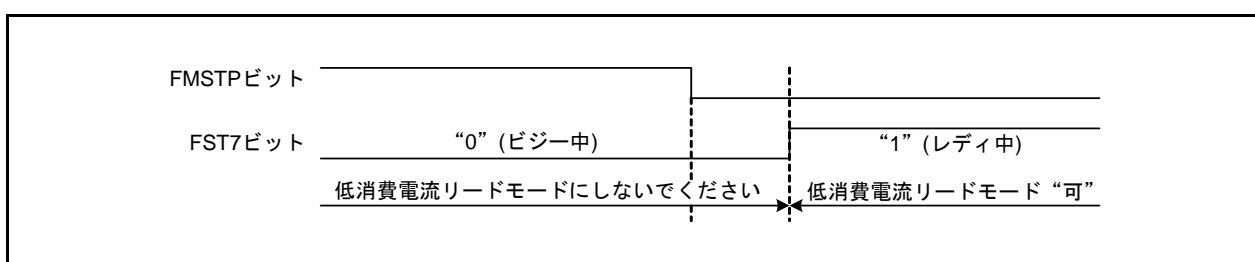 FMSTPビット
FST7ビット
“0” (ビジー中)
“1” (レディ中)
低消費電流リードモードにしないでください
低消費電流リードモード “可”